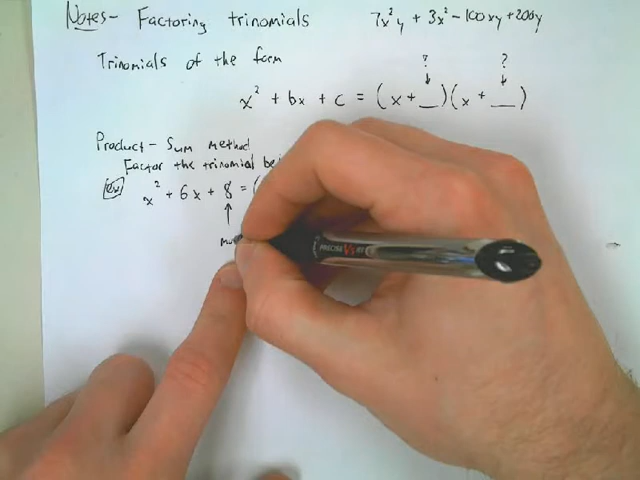 Notes- Factoring trinomials
7x²y + 3x² - 100xy + 200y
Trinomials of the form
? ?
x² + bx + c = (x + __)(x + __)
Product - Sum method
Factor the trinomial
Ex x² + 6x + 8 = (
PRECISE V5 RT